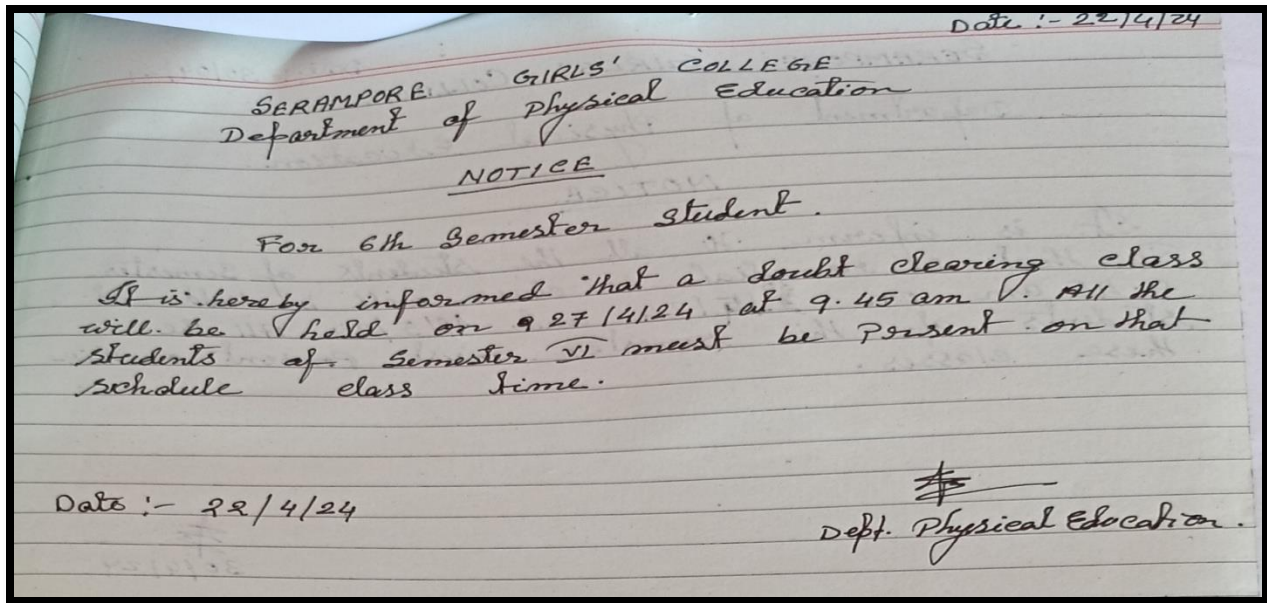 Date :- 22/4/24
SERAMPORE GIRLS' COLLEGE
Department of Physical Education
NOTICE
For 6th Semester Student.
It is hereby informed that a doubt clearing class
will be held on 27/4/24 at 9.45 am. All the
students of Semester VI must be Present on that
schdule class time.
Date :- 22/4/24
Dept. Physical Edocation.